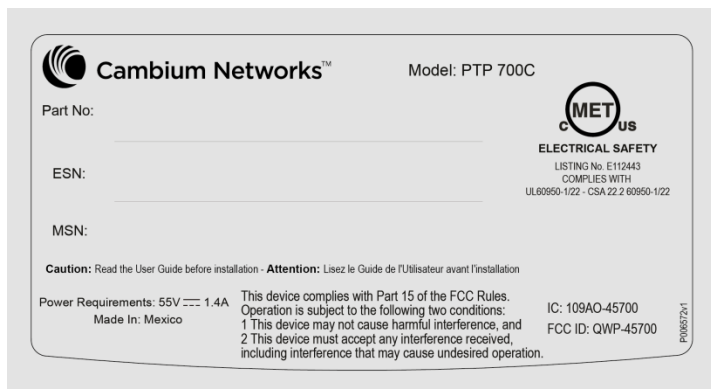 Cambium Networks™
Model: PTP 700C
Part No:
MET
C US
ELECTRICAL SAFETY
LISTING No. E112443
COMPLIES WITH
UL60950-1/22 - CSA 22.2 60950-1/22
ESN:
MSN:
Caution: Read the User Guide before installation - Attention: Lisez le Guide de l'Utilisateur avant l'installation
Power Requirements: 55V ⎓ 1.4A
Made In: Mexico
This device complies with Part 15 of the FCC Rules.
Operation is subject to the following two conditions:
1 This device may not cause harmful interference, and
2 This device must accept any interference received,
including interference that may cause undesired operation.
IC: 109AO-45700
FCC ID: QWP-45700
P006572v1